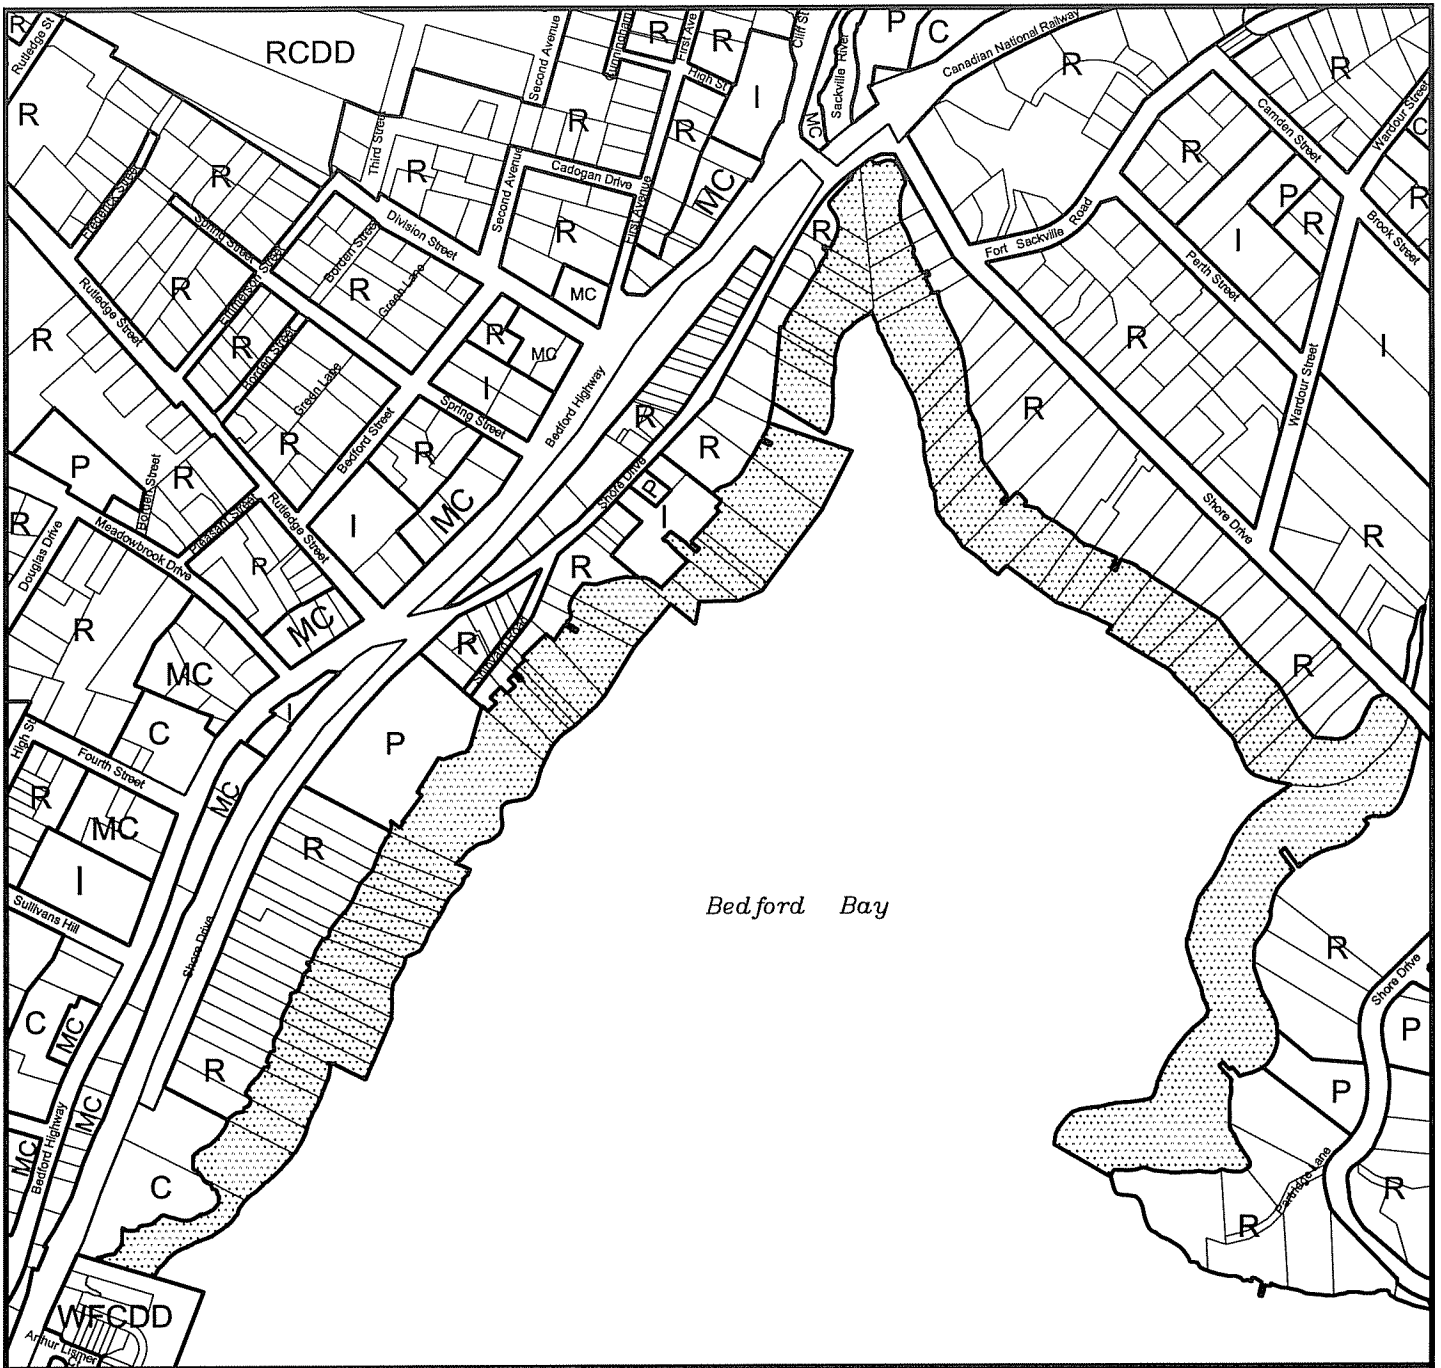 R
Rutledge St
RCDD
Second Avenue
Cunningham
R
First Ave
R
Cliff St
Sackville River
P
C
Canadian National Railway
R
R
R
Third Street
R
High St
I
MC
R
Camden Street
Wardour Street
C
Frederick Street
R
R
Second Avenue
Cadogan Drive
First Avenue
MC
R
P
R
R
Spring Street
Division Street
R
R
Fort Sackville Road
I
Brook Street
Rutledge Street
R
Borden Street
R
Green Lane
MC
Perth Street
R
R
Borden Street
R
MC
R
I
Green Lane
I
Bedford Highway
R
Wardour Street
R
Bedford Street
Spring Street
R
R
R
P
R
Borden Street
Shore Drive
P
R
Douglas Drive
Meadowbrook Drive
Pleasant Street
Rutledge Street
I
MC
I
Shore Drive
R
R
R
R
MC
R
Shipyard Road
R
MC
I
P
High St
C
Fourth Street
R
MC
MC
R
I
Sullivans Hill
Shore Drive
Bedford Bay
R
Shore Drive
C
MC
R
P
MC
P
MC
Bedford Highway
C
Partridge Lane
R
R
WFCDD
Arthur Lismer